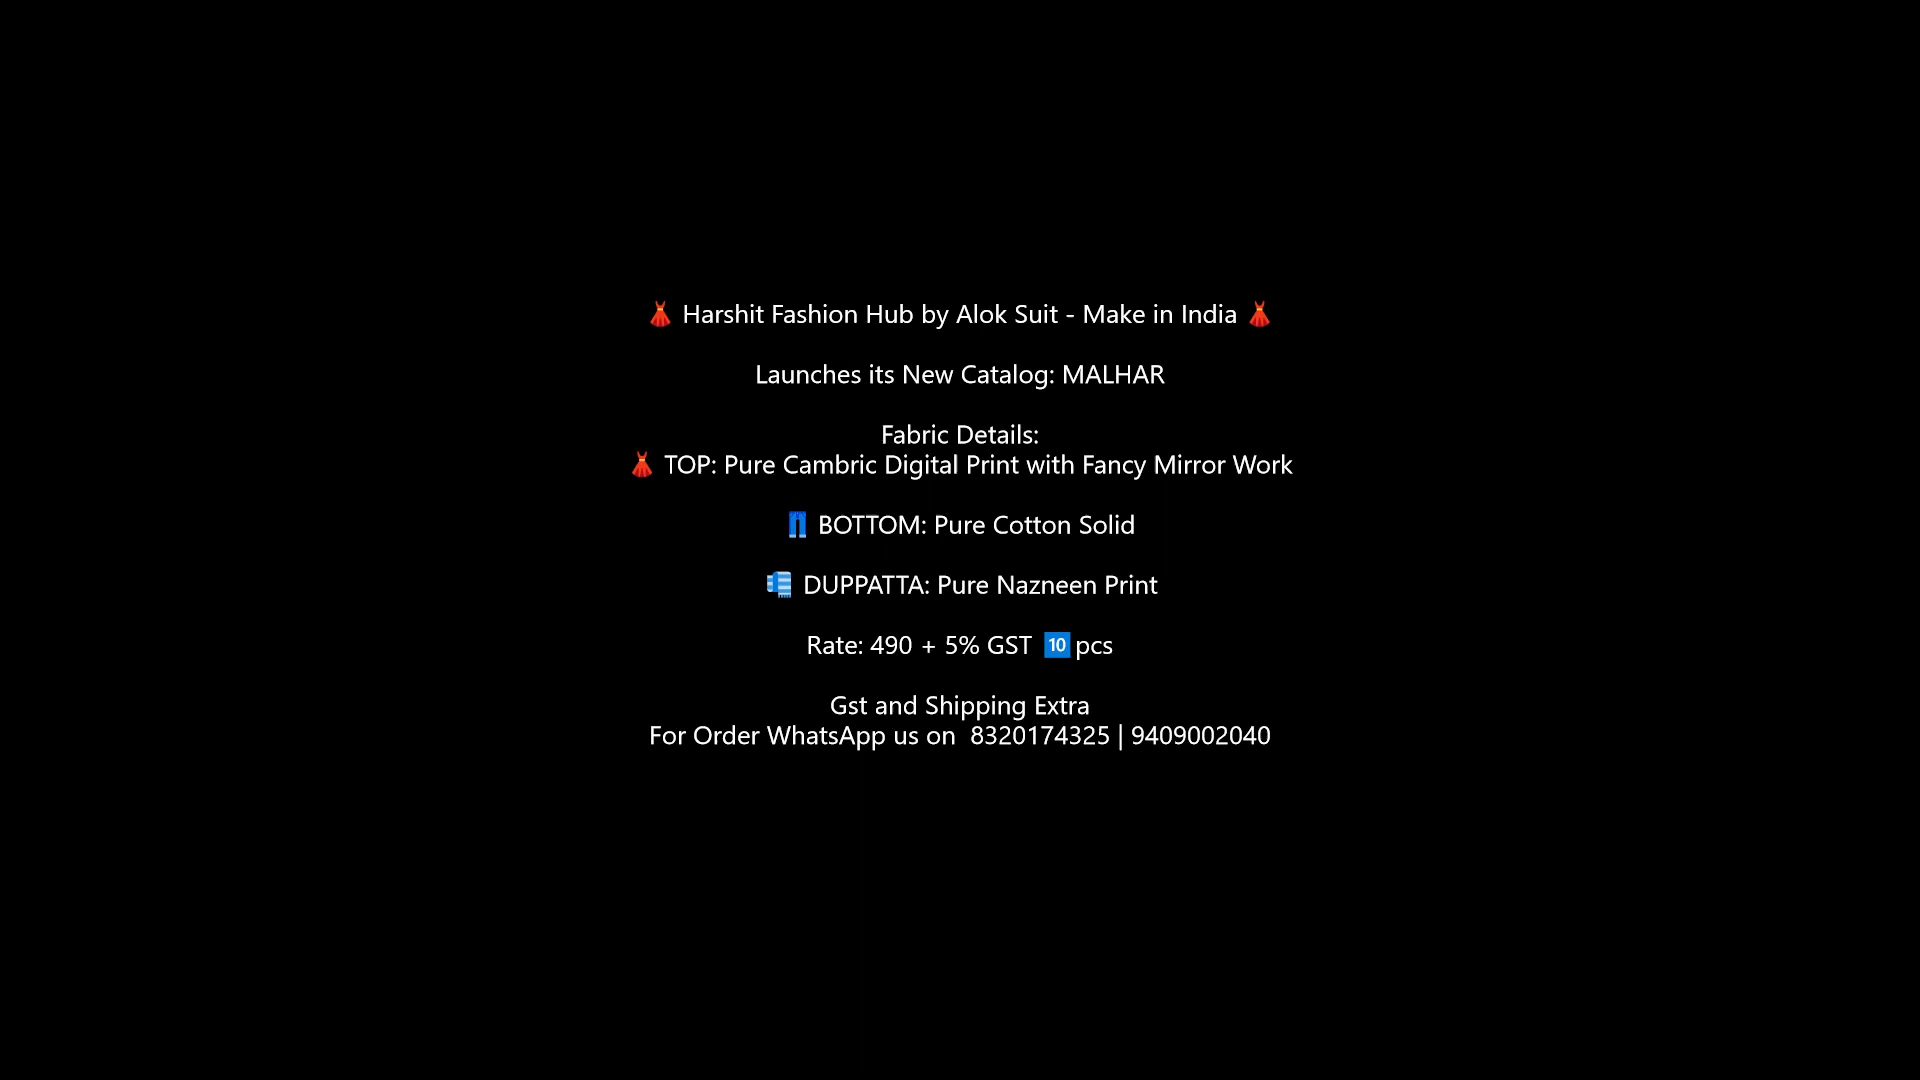 👗 Harshit Fashion Hub by Alok Suit - Make in India 👗
Launches its New Catalog: MALHAR
Fabric Details:
👗 TOP: Pure Cambric Digital Print with Fancy Mirror Work
👖 BOTTOM: Pure Cotton Solid
🧣 DUPPATTA: Pure Nazneen Print
Rate: 490 + 5% GST 🔟 pcs
Gst and Shipping Extra
For Order WhatsApp us on 8320174325 | 9409002040